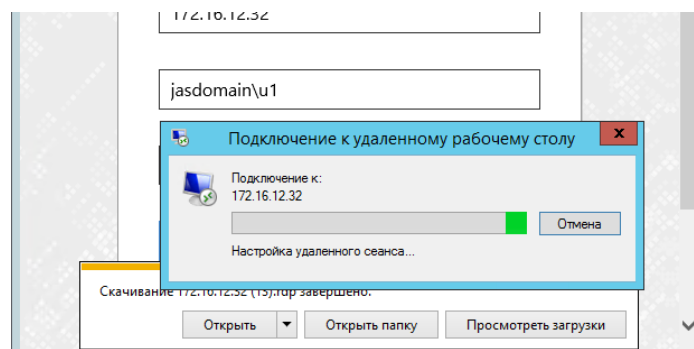 172.16.12.32
jasdomain\u1
Подключение к удаленному рабочему столу
x
Подключение к:
172.16.12.32
Отмена
Настройка удаленного сеанса...
Скачивание 172.16.12.32 (15).rdp завершено.
Открыть
Открыть папку
Просмотреть загрузки